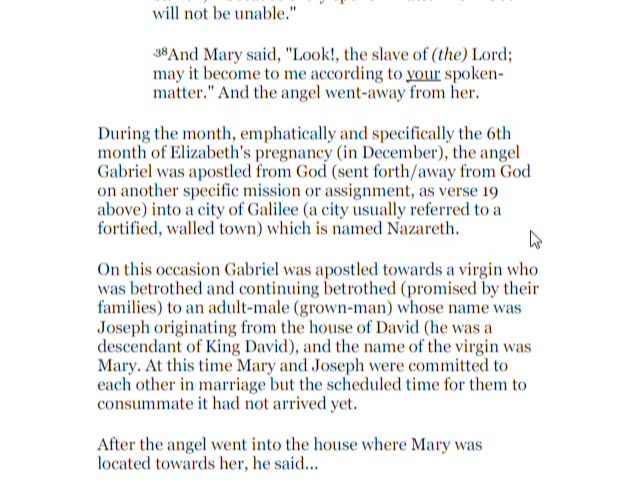 will not be unable."
38And Mary said, "Look!, the slave of (the) Lord;
may it become to me according to your spoken-
matter." And the angel went-away from her.
During the month, emphatically and specifically the 6th
month of Elizabeth's pregnancy (in December), the angel
Gabriel was apostled from God (sent forth/away from God
on another specific mission or assignment, as verse 19
above) into a city of Galilee (a city usually referred to a
fortified, walled town) which is named Nazareth.
On this occasion Gabriel was apostled towards a virgin who
was betrothed and continuing betrothed (promised by their
families) to an adult-male (grown-man) whose name was
Joseph originating from the house of David (he was a
descendant of King David), and the name of the virgin was
Mary. At this time Mary and Joseph were committed to
each other in marriage but the scheduled time for them to
consummate it had not arrived yet.
After the angel went into the house where Mary was
located towards her, he said...